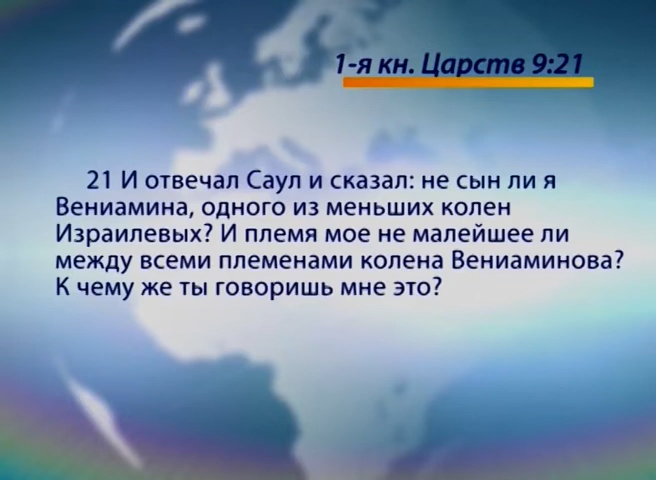 1-я кн. Царств 9:21
21 И отвечал Саул и сказал: не сын ли я
Вениамина, одного из меньших колен
Израилевых? И племя мое не малейшее ли
между всеми племенами колена Вениаминова?
К чему же ты говоришь мне это?